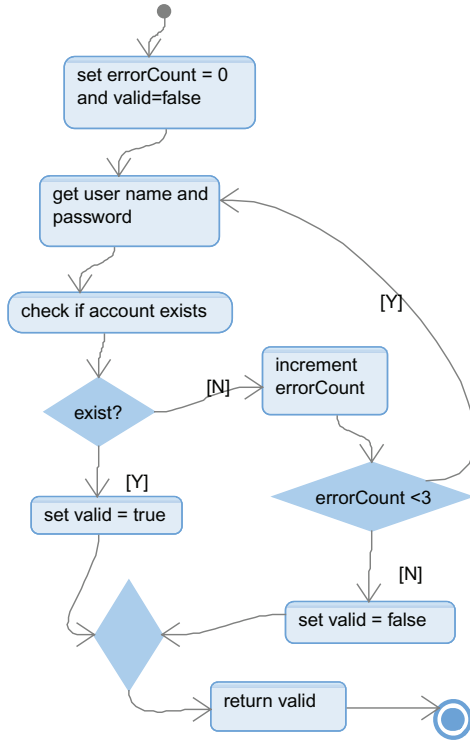 set errorCount = 0
and valid=false
get user name and
password
[Y]
check if account exists
increment
errorCount
[N]
exist?
[Y]
errorCount <3
set valid = true
[N]
set valid = false
return valid